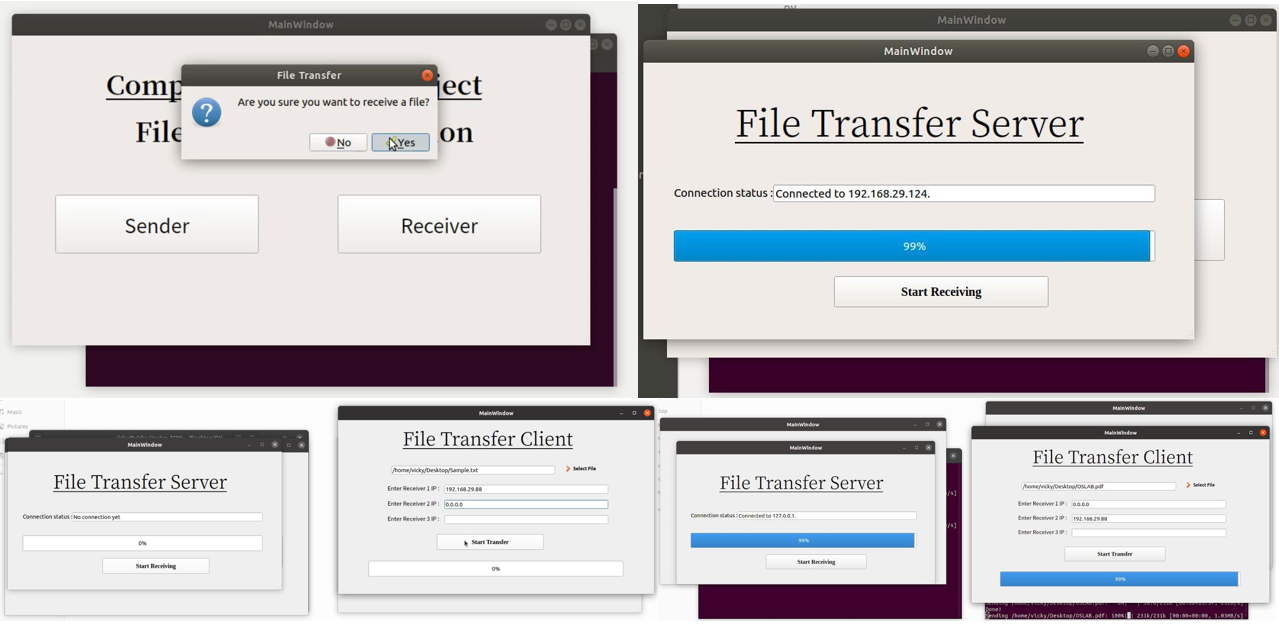 MainWindow
File Transfer
Comp ject
Are you sure you want to receive a file?
No Yes
File on
Sender Receiver
MainWindow
MainWindow
File Transfer Server
Connection status : Connected to 192.168.29.124.
99%
Start Receiving
Music
Pictures
MainWindow
File Transfer Server
Connection status : No connection yet
0%
Start Receiving
MainWindow
File Transfer Client
/home/vicky/Desktop/Sample.txt Select File
Enter Receiver 1 IP : 192.168.29.88
Enter Receiver 2 IP : 0.0.0.0
Enter Receiver 3 IP :
Start Transfer
0%
MainWindow
MainWindow
File Transfer Server
Connection status : Connected to 127.0.0.1.
99%
Start Receiving
MainWindow
MainWindow
File Transfer Client
/home/vicky/Desktop/OSLAB.pdf Select File
Enter Receiver 1 IP : 0.0.0.0
Enter Receiver 2 IP : 192.168.29.88
Enter Receiver 3 IP :
Start Transfer
99%
Done!
Sending /home/vicky/Desktop/OSLAB.pdf: 100% 231k/231k [00:00<00:00, 1.03MB/s]